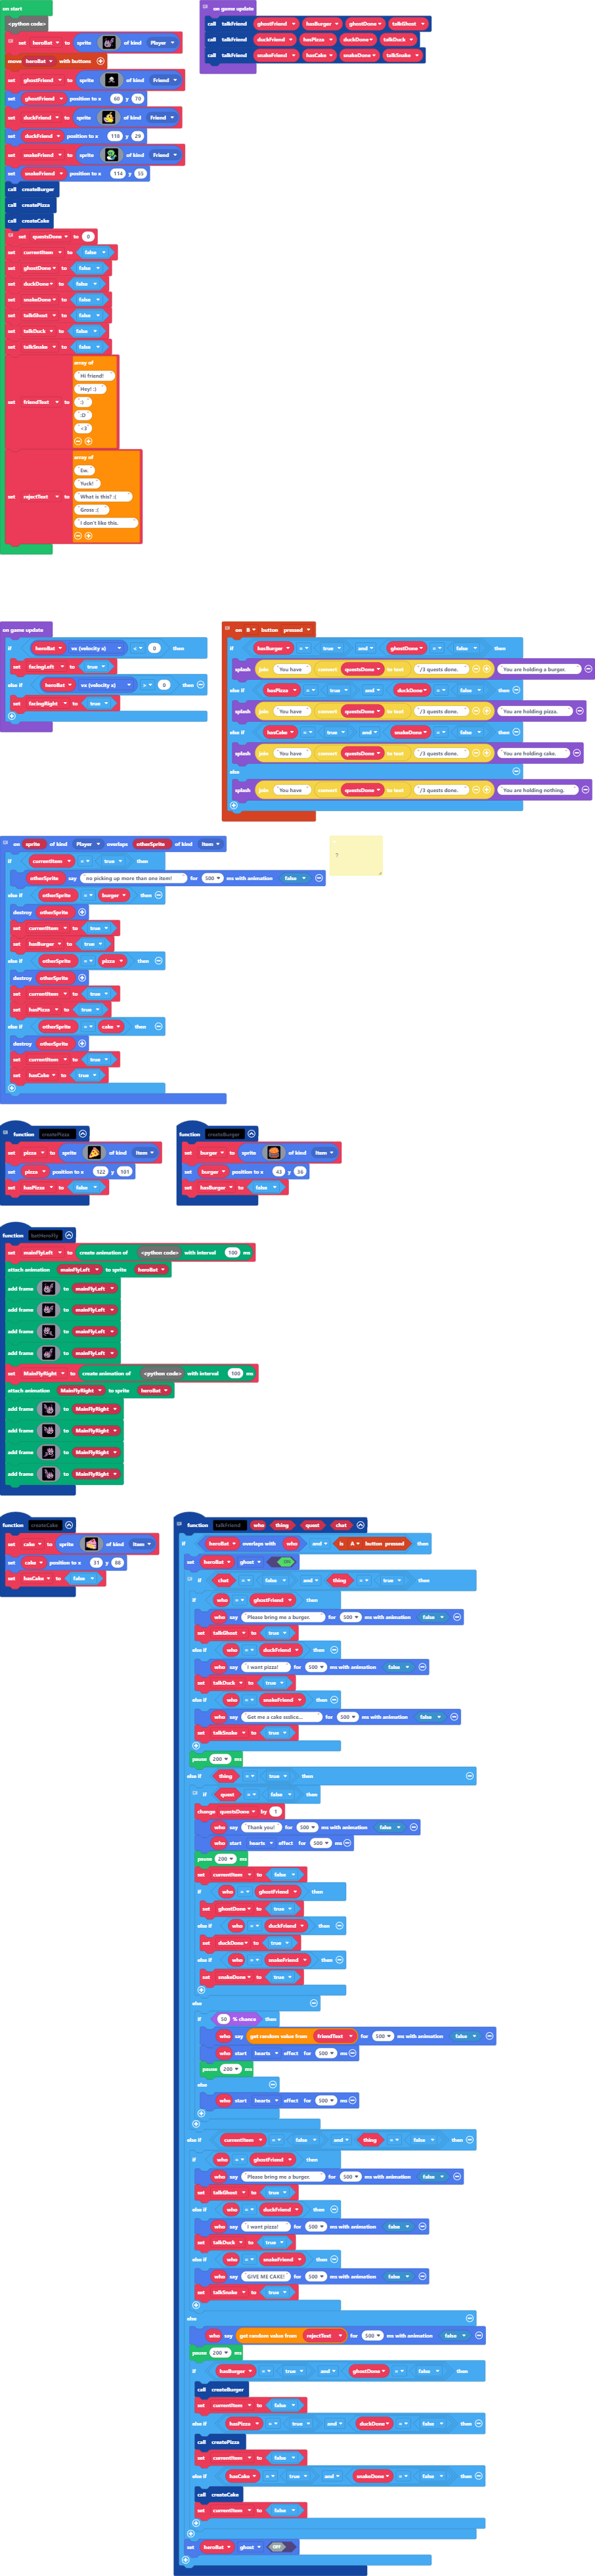 on start
<python code>
set heroBat to sprite of kind Player
move heroBat with buttons
set ghostFriend to sprite of kind Friend
set ghostFriend position to x 60 y 70
set duckFriend to sprite of kind Friend
set duckFriend position to x 118 y 29
set snakeFriend to sprite of kind Friend
set snakeFriend position to x 114 y 55
call createBurger
call createPizza
call createCake
set questsDone to 0
set currentItem to false
set ghostDone to false
set duckDone to false
set snakeDone to false
set talkGhost to false
set talkDuck to false
set talkSnake to false
set friendText to array of
Hi friend!
Hey! :)
:)
:D
<3
set rejectText to array of
Ew.
Yuck!
What is this? :(
Gross :(
I don't like this.
on game update
call talkFriend ghostFriend hasBurger ghostDone talkGhost
call talkFriend duckFriend hasPizza duckDone talkDuck
call talkFriend snakeFriend hasCake snakeDone talkSnake
on game update
if heroBat vx (velocity x) < 0 then
set facingLeft to true
else if heroBat vx (velocity x) > 0 then
set facingRight to true
on B button pressed
if hasBurger = true and ghostDone = false then
splash join You have convert questsDone to text /3 quests done. You are holding a burger.
else if hasPizza = true and duckDone = false then
splash join You have convert questsDone to text /3 quests done. You are holding pizza.
else if hasCake = true and snakeDone = false then
splash join You have convert questsDone to text /3 quests done. You are holding cake.
else
splash join You have convert questsDone to text /3 quests done. You are holding nothing.
on sprite of kind Player overlaps otherSprite of kind Item
if currentItem = true then
otherSprite say no picking up more than one item! for 500 ms with animation false
else if otherSprite = burger then
destroy otherSprite
set currentItem to true
set hasBurger to true
else if otherSprite = pizza then
destroy otherSprite
set currentItem to true
set hasPizza to true
else if otherSprite = cake then
destroy otherSprite
set currentItem to true
set hasCake to true
?
function createPizza
set pizza to sprite of kind Item
set pizza position to x 122 y 101
set hasPizza to false
function createBurger
set burger to sprite of kind Item
set burger position to x 43 y 36
set hasBurger to false
function batHeroFly
set mainFlyLeft to create animation of <python code> with interval 100 ms
attach animation mainFlyLeft to sprite heroBat
add frame to mainFlyLeft
add frame to mainFlyLeft
add frame to mainFlyLeft
add frame to mainFlyLeft
set MainFlyRight to create animation of <python code> with interval 100 ms
attach animation MainFlyRight to sprite heroBat
add frame to MainFlyRight
add frame to MainFlyRight
add frame to MainFlyRight
add frame to MainFlyRight
function createCake
set cake to sprite of kind Item
set cake position to x 31 y 88
set hasCake to false
function talkFriend who thing quest chat
if heroBat overlaps with who and is A button pressed then
set heroBat ghost ON
if chat = false and thing = true then
if who = ghostFriend then
who say Please bring me a burger. for 500 ms with animation false
set talkGhost to true
else if who = duckFriend then
who say I want pizza! for 500 ms with animation false
set talkDuck to true
else if who = snakeFriend then
who say Get me a cake sslice... for 500 ms with animation false
set talkSnake to true
pause 200 ms
else if thing = true then
if quest = false then
change questsDone by 1
who say Thank you! for 500 ms with animation false
who start hearts effect for 500 ms
pause 200 ms
set currentItem to false
if who = ghostFriend then
set ghostDone to true
else if who = duckFriend then
set duckDone to true
else if who = snakeFriend then
set snakeDone to true
else
if 50 % chance then
who say get random value from friendText for 500 ms with animation false
who start hearts effect for 500 ms
pause 200 ms
else
who start hearts effect for 500 ms
else if currentItem = false and thing = false then
if who = ghostFriend then
who say Please bring me a burger. for 500 ms with animation false
set talkGhost to true
else if who = duckFriend then
who say I want pizza! for 500 ms with animation false
set talkDuck to true
else if who = snakeFriend then
who say GIVE ME CAKE! for 500 ms with animation false
set talkSnake to true
else
who say get random value from rejectText for 500 ms with animation false
pause 200 ms
if hasBurger = true and ghostDone = false then
call createBurger
set currentItem to false
else if hasPizza = true and duckDone = false then
call createPizza
set currentItem to false
else if hasCake = true and snakeDone = false then
call createCake
set currentItem to false
set heroBat ghost OFF